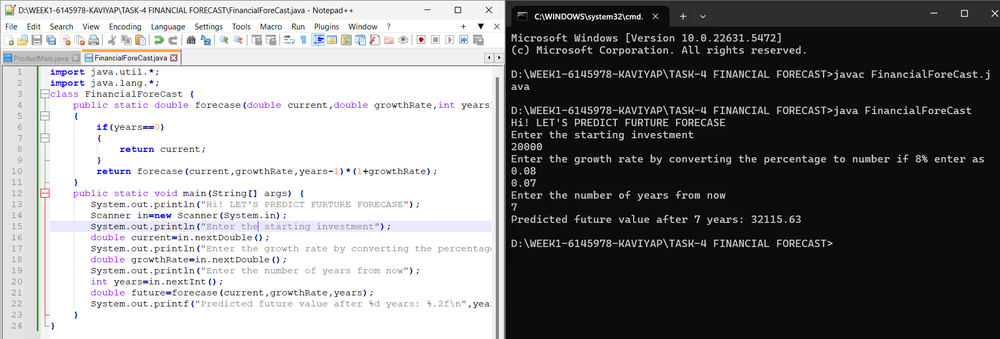 D:\WEEK1-6145978-KAVIYAP\TASK-4 FINANCIAL FORECAST\FinancialForeCast.java - Notepad++
File Edit Search View Encoding Language Settings Tools Macro Run Plugins Window ?
ProductMain.java FinancialForeCast.java
1 import java.util.*;
2 import java.lang.*;
3 class FinancialForeCast {
4 public static double forecase(double current,double growthRate,int years)
5 {
6 if(years==0)
7 {
8 return current;
9 }
10 return forecase(current,growthRate,years-1)*(1+growthRate);
11 }
12 public static void main(String[] args) {
13 System.out.println("Hi! LET'S PREDICT FURTURE FORECASE");
14 Scanner in=new Scanner(System.in);
15 System.out.println("Enter the starting investment");
16 double current=in.nextDouble();
17 System.out.println("Enter the growth rate by converting the percentage
18 double growthRate=in.nextDouble();
19 System.out.println("Enter the number of years from now");
20 int years=in.nextInt();
21 double future=forecase(current,growthRate,years);
22 System.out.printf("Predicted future value after %d years: %.2f\n",year
23 }
24 }
C:\WINDOWS\system32\cmd.
Microsoft Windows [Version 10.0.22631.5472]
(c) Microsoft Corporation. All rights reserved.
D:\WEEK1-6145978-KAVIYAP\TASK-4 FINANCIAL FORECAST>javac FinancialForeCast.j
ava
D:\WEEK1-6145978-KAVIYAP\TASK-4 FINANCIAL FORECAST>java FinancialForeCast
Hi! LET'S PREDICT FURTURE FORECASE
Enter the starting investment
20000
Enter the growth rate by converting the percentage to number if 8% enter as
0.08
0.07
Enter the number of years from now
7
Predicted future value after 7 years: 32115.63
D:\WEEK1-6145978-KAVIYAP\TASK-4 FINANCIAL FORECAST>